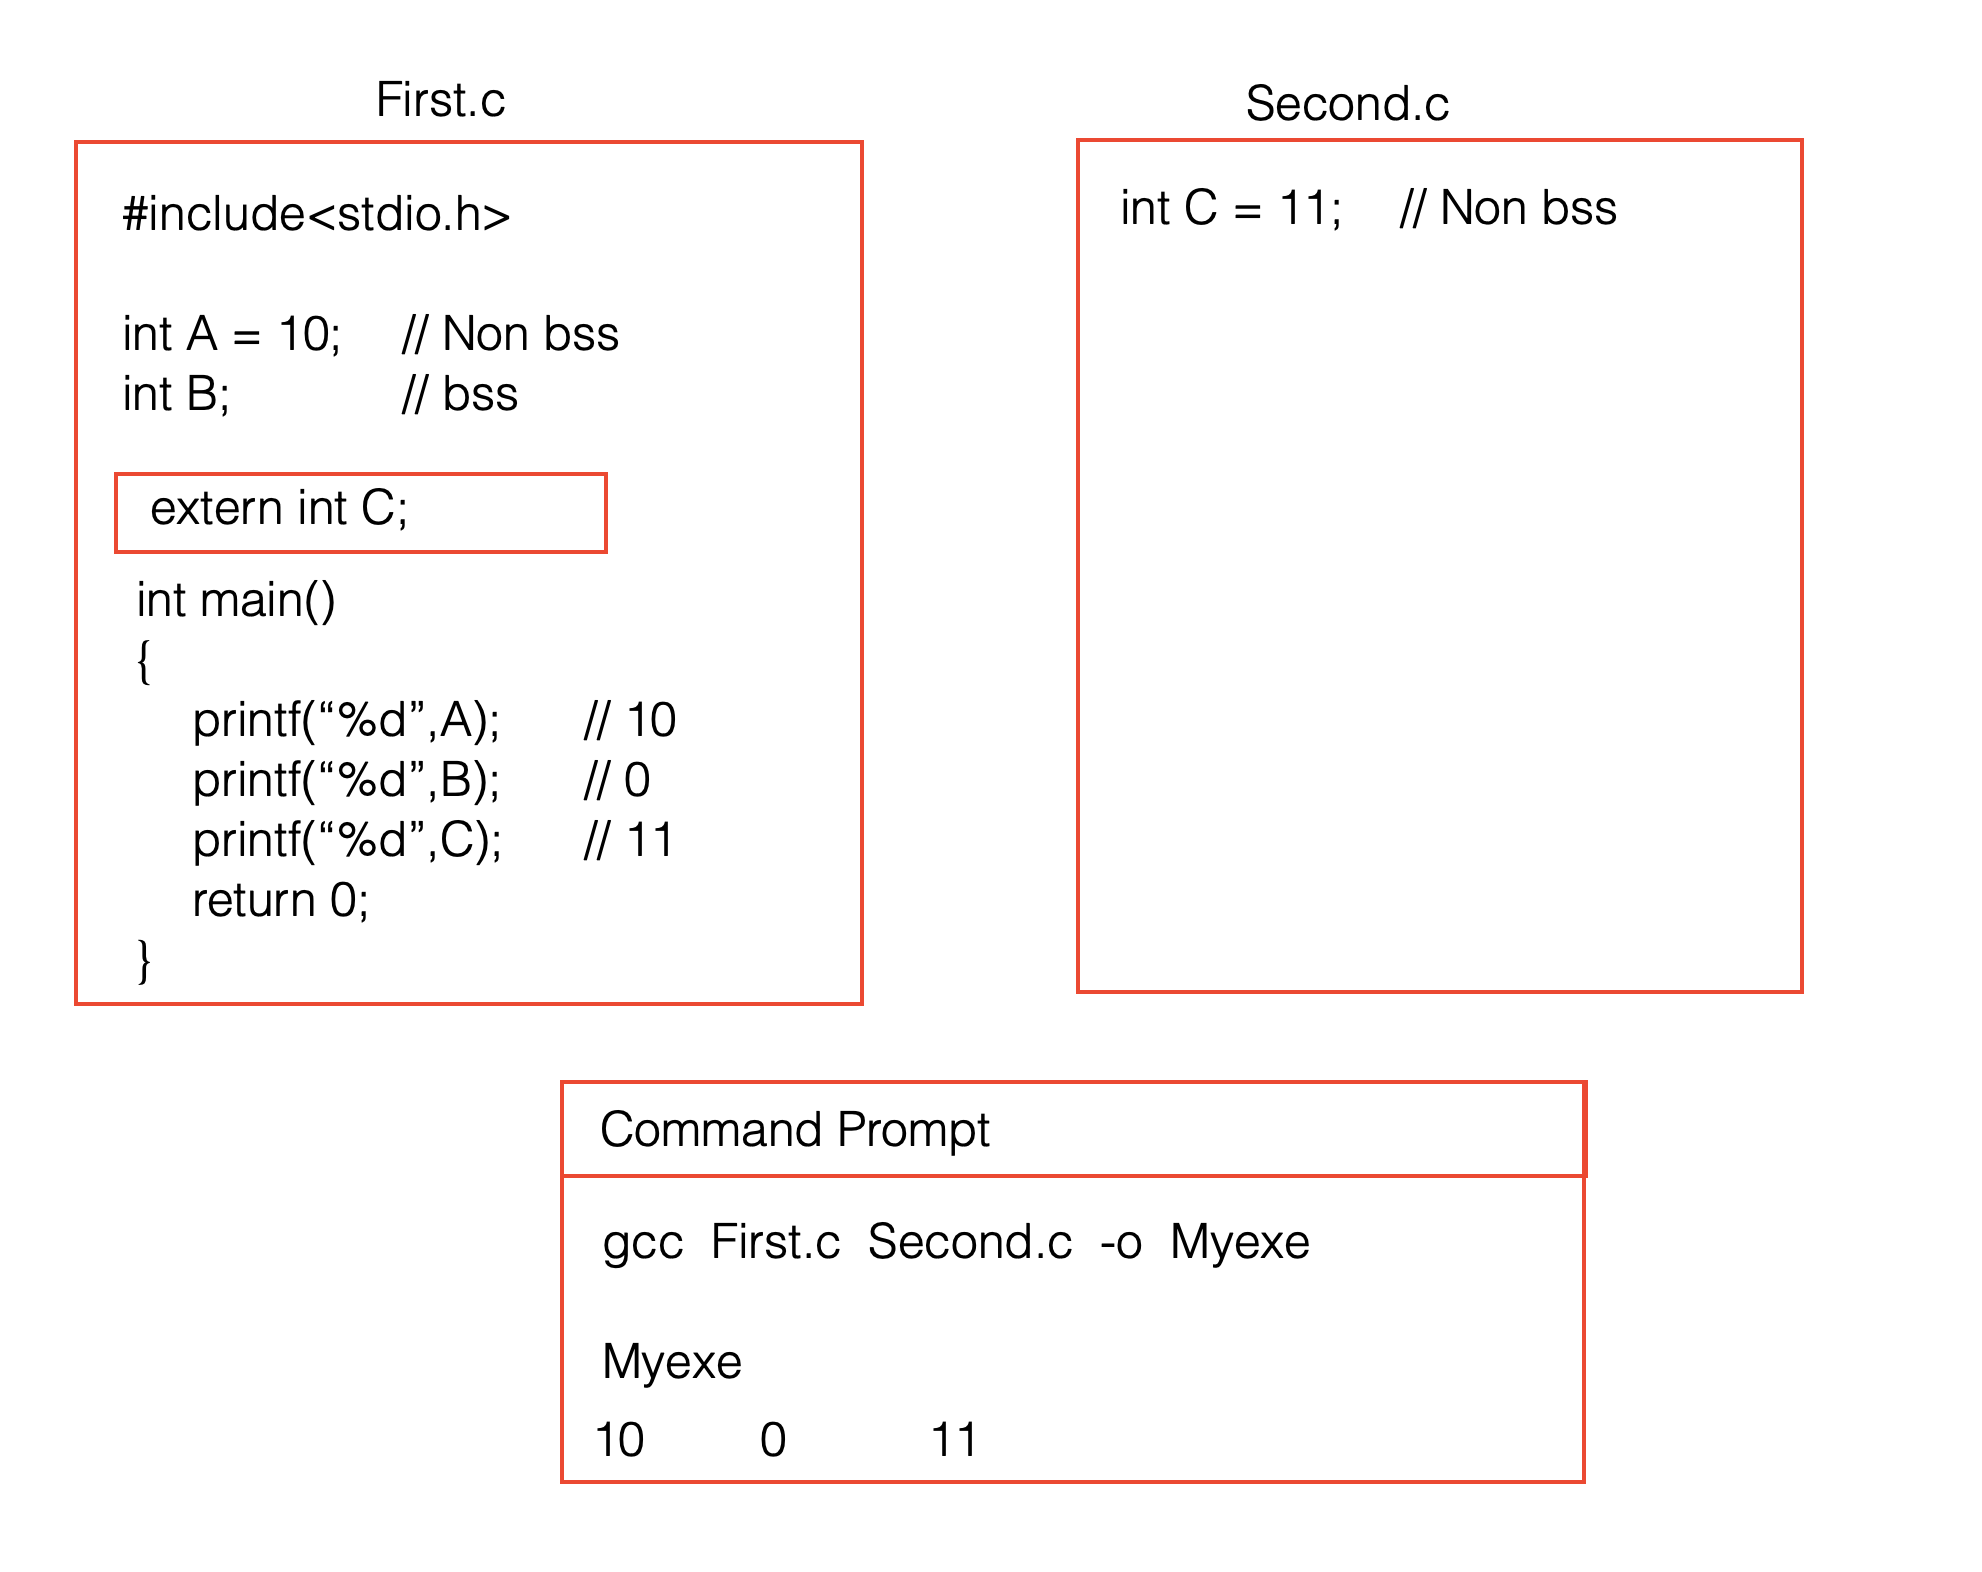 First.c
#include<stdio.h>
int A = 10; // Non bss
int B; // bss
extern int C;
int main()
{
printf(“%d”,A); // 10
printf(“%d”,B); // 0
printf(“%d”,C); // 11
return 0;
}
Second.c
int C = 11; // Non bss
Command Prompt
gcc First.c Second.c -o Myexe
Myexe
10 0 11